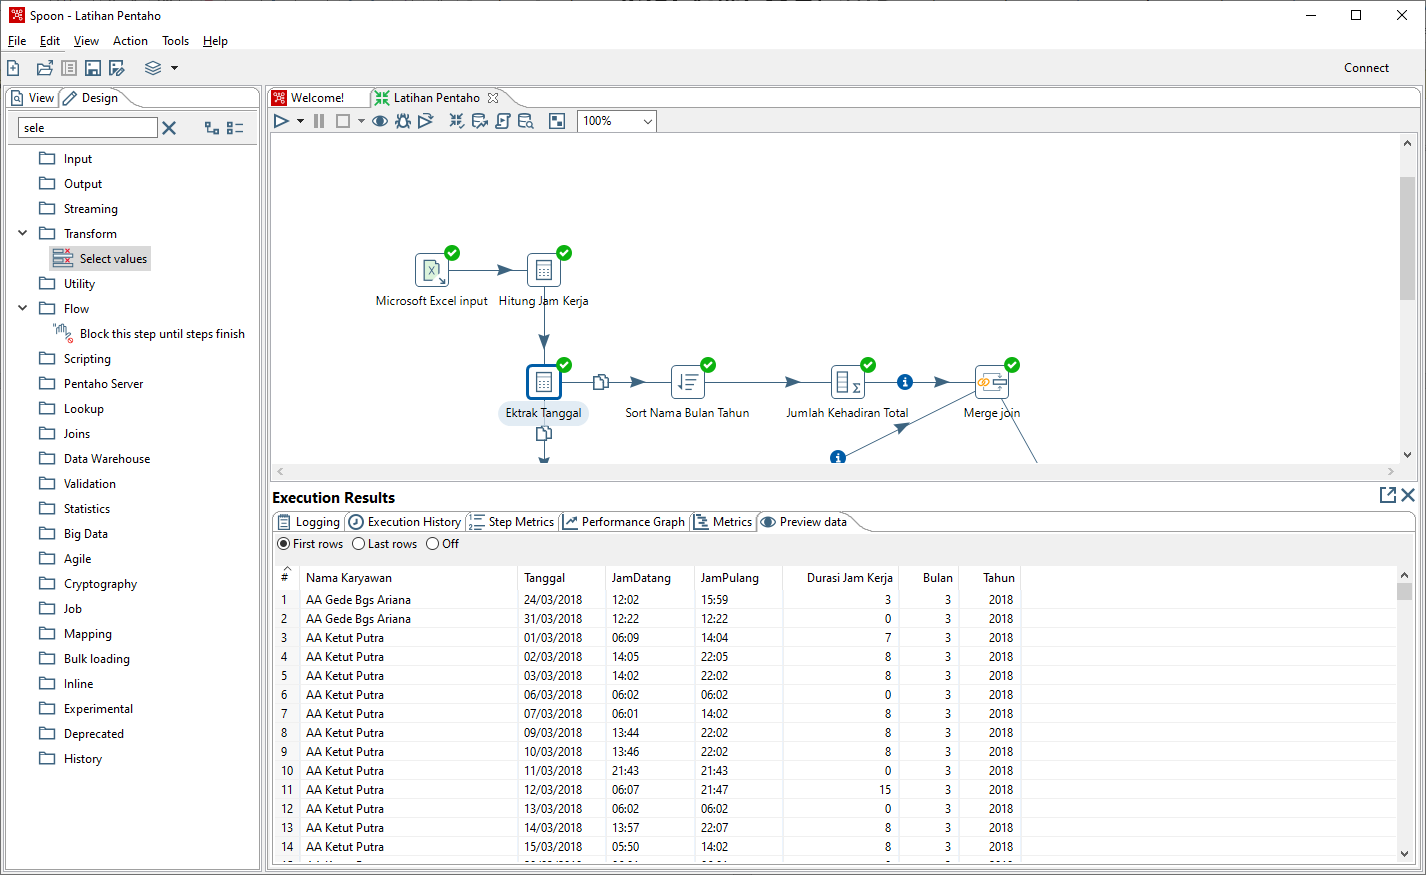 Spoon - Latihan Pentaho
File Edit View Action Tools Help
Connect
View Design
sele
Input
Output
Streaming
Transform
Select values
Utility
Flow
Block this step until steps finish
Scripting
Pentaho Server
Lookup
Joins
Data Warehouse
Validation
Statistics
Big Data
Agile
Cryptography
Job
Mapping
Bulk loading
Inline
Experimental
Deprecated
History
Welcome! Latihan Pentaho
100%
Microsoft Excel input Hitung Jam Kerja
Ektrak Tanggal Sort Nama Bulan Tahun Jumlah Kehadiran Total Merge join
Execution Results
Logging Execution History Step Metrics Performance Graph Metrics Preview data
First rows Last rows Off
# Nama Karyawan Tanggal JamDatang JamPulang Durasi Jam Kerja Bulan Tahun
1 AA Gede Bgs Ariana 24/03/2018 12:02 15:59 3 3 2018
2 AA Gede Bgs Ariana 31/03/2018 12:22 12:22 0 3 2018
3 AA Ketut Putra 01/03/2018 06:09 14:04 7 3 2018
4 AA Ketut Putra 02/03/2018 14:05 22:05 8 3 2018
5 AA Ketut Putra 03/03/2018 14:02 22:02 8 3 2018
6 AA Ketut Putra 06/03/2018 06:02 06:02 0 3 2018
7 AA Ketut Putra 07/03/2018 06:01 14:02 8 3 2018
8 AA Ketut Putra 09/03/2018 13:44 22:02 8 3 2018
9 AA Ketut Putra 10/03/2018 13:46 22:02 8 3 2018
10 AA Ketut Putra 11/03/2018 21:43 21:43 0 3 2018
11 AA Ketut Putra 12/03/2018 06:07 21:47 15 3 2018
12 AA Ketut Putra 13/03/2018 06:02 06:02 0 3 2018
13 AA Ketut Putra 14/03/2018 13:57 22:07 8 3 2018
14 AA Ketut Putra 15/03/2018 05:50 14:02 8 3 2018